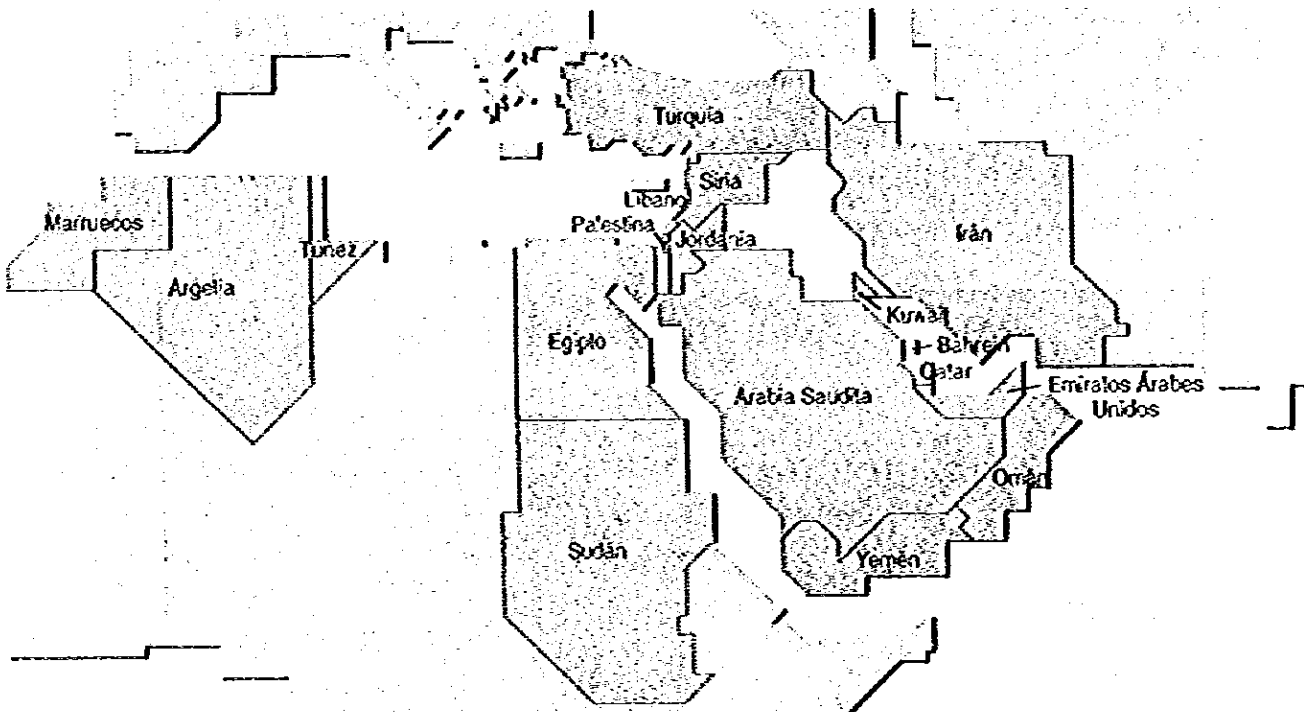 Turquía
Siria
Líbano
Marruecos
Palestina
Jordania
Irán
Túnez
Argelia
Kuwait
Egipto
Bahrein
Qatar
Arabia Saudita
Emiratos Árabes
Unidos
Omán
Sudán
Yemén